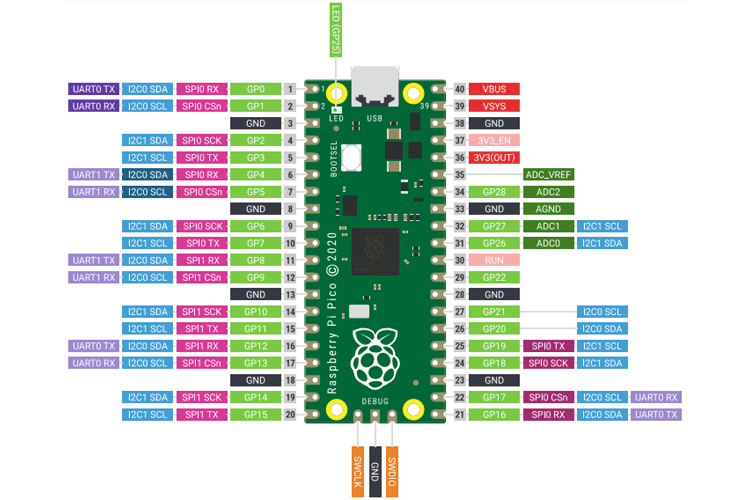 LED (GP25)
UART0 TX I2C0 SDA SPI0 RX GP0 1 1 40 VBUS
UART0 RX I2C0 SCL SPI0 CSn GP1 2 2 39 39 VSYS
LED USB
GND 3 38 GND
I2C1 SDA SPI0 SCK GP2 4 37 3V3_EN
I2C1 SCL SPI0 TX GP3 5 36 3V3(OUT)
BOOTSEL
UART1 TX I2C0 SDA SPI0 RX GP4 6 35 ADC_VREF
UART1 RX I2C0 SCL SPI0 CSn GP5 7 34 GP28 ADC2
GND 8 33 GND AGND
I2C1 SDA SPI0 SCK GP6 9 32 GP27 ADC1 I2C1 SCL
I2C1 SCL SPI0 TX GP7 10 31 GP26 ADC0 I2C1 SDA
UART1 TX I2C0 SDA SPI1 RX GP8 11 30 RUN
UART1 RX I2C0 SCL SPI1 CSn GP9 12 29 GP22
GND 13 28 GND
Raspberry Pi Pico © 2020
I2C1 SDA SPI1 SCK GP10 14 27 GP21 I2C0 SCL
I2C1 SCL SPI1 TX GP11 15 26 GP20 I2C0 SDA
UART0 TX I2C0 SDA SPI1 RX GP12 16 25 GP19 SPI0 TX I2C1 SCL
UART0 RX I2C0 SCL SPI1 CSn GP13 17 24 GP18 SPI0 SCK I2C1 SDA
GND 18 23 GND
I2C1 SDA SPI1 SCK GP14 19 22 GP17 SPI0 CSn I2C0 SCL UART0 RX
DEBUG
I2C1 SCL SPI1 TX GP15 20 21 GP16 SPI0 RX I2C0 SDA UART0 TX
SWCLK
GND
SWDIO